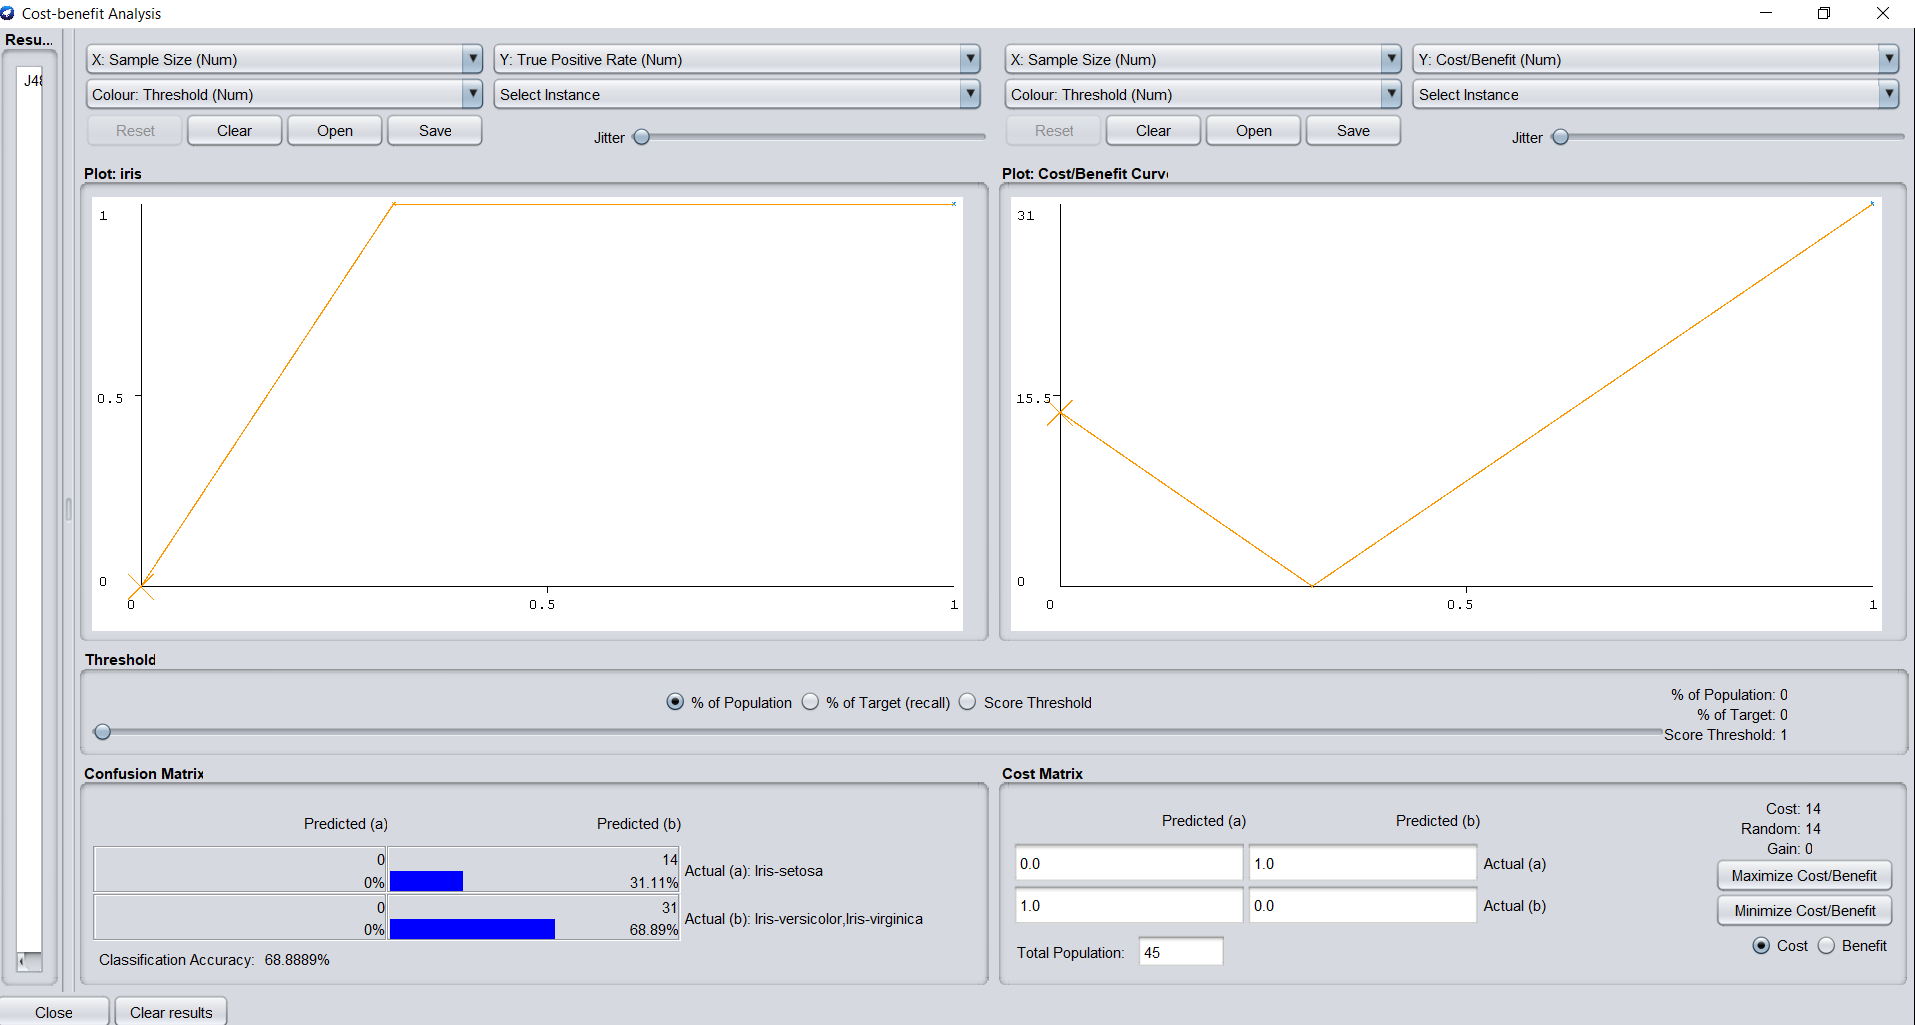 Cost-benefit Analysis
Resu...
J48
X: Sample Size (Num)
Y: True Positive Rate (Num)
Colour: Threshold (Num)
Select Instance
Reset
Clear
Open
Save
Jitter
Plot: iris
1
0.5
0
0
0.5
1
X: Sample Size (Num)
Y: Cost/Benefit (Num)
Colour: Threshold (Num)
Select Instance
Reset
Clear
Open
Save
Jitter
Plot: Cost/Benefit Curve
31
15.5
0
0
0.5
1
Threshold
% of Population
% of Target (recall)
Score Threshold
% of Population: 0
% of Target: 0
Score Threshold: 1
Confusion Matrix
Predicted (a) Predicted (b)
0 14
0% 31.11%
Actual (a): Iris-setosa
0 31
0% 68.89%
Actual (b): Iris-versicolor,Iris-virginica
Classification Accuracy: 68.8889%
Cost Matrix
Predicted (a) Predicted (b)
0.0 1.0 Actual (a)
1.0 0.0 Actual (b)
Total Population: 45
Cost: 14
Random: 14
Gain: 0
Maximize Cost/Benefit
Minimize Cost/Benefit
Cost Benefit
Close
Clear results